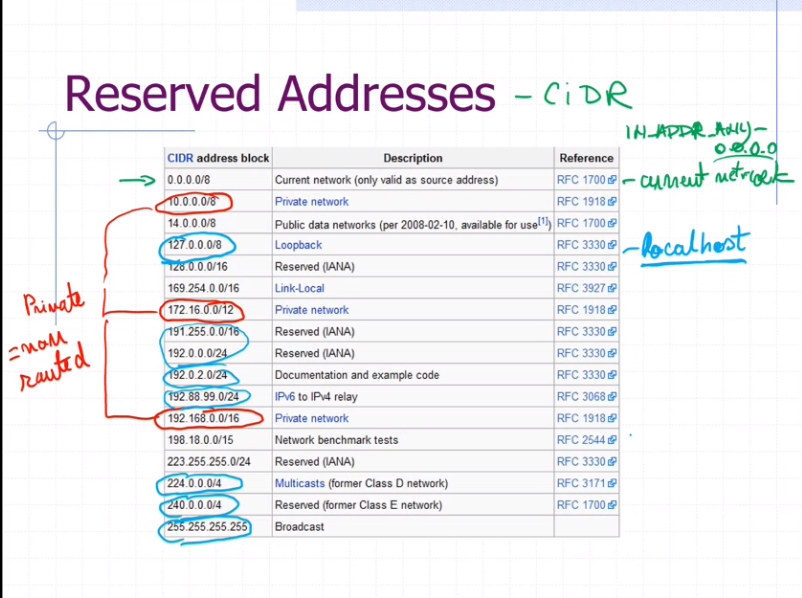 Reserved Addresses - CiDR
IN_ADDR_ANY -
0.0.0.0
CIDR address block Description Reference
0.0.0.0/8 Current network (only valid as source address) RFC 1700 - current network
10.0.0.0/8 Private network RFC 1918
14.0.0.0/8 Public data networks (per 2008-02-10, available for use[1]) RFC 1700
127.0.0.0/8 Loopback RFC 3330 - localhost
128.0.0.0/16 Reserved (IANA) RFC 3330
169.254.0.0/16 Link-Local RFC 3927
Private
172.16.0.0/12 Private network RFC 1918
191.255.0.0/16 Reserved (IANA) RFC 3330
= non
192.0.0.0/24 Reserved (IANA) RFC 3330
routed
192.0.2.0/24 Documentation and example code RFC 3330
192.88.99.0/24 IPv6 to IPv4 relay RFC 3068
192.168.0.0/16 Private network RFC 1918
198.18.0.0/15 Network benchmark tests RFC 2544
223.255.255.0/24 Reserved (IANA) RFC 3330
224.0.0.0/4 Multicasts (former Class D network) RFC 3171
240.0.0.0/4 Reserved (former Class E network) RFC 1700
255.255.255.255 Broadcast